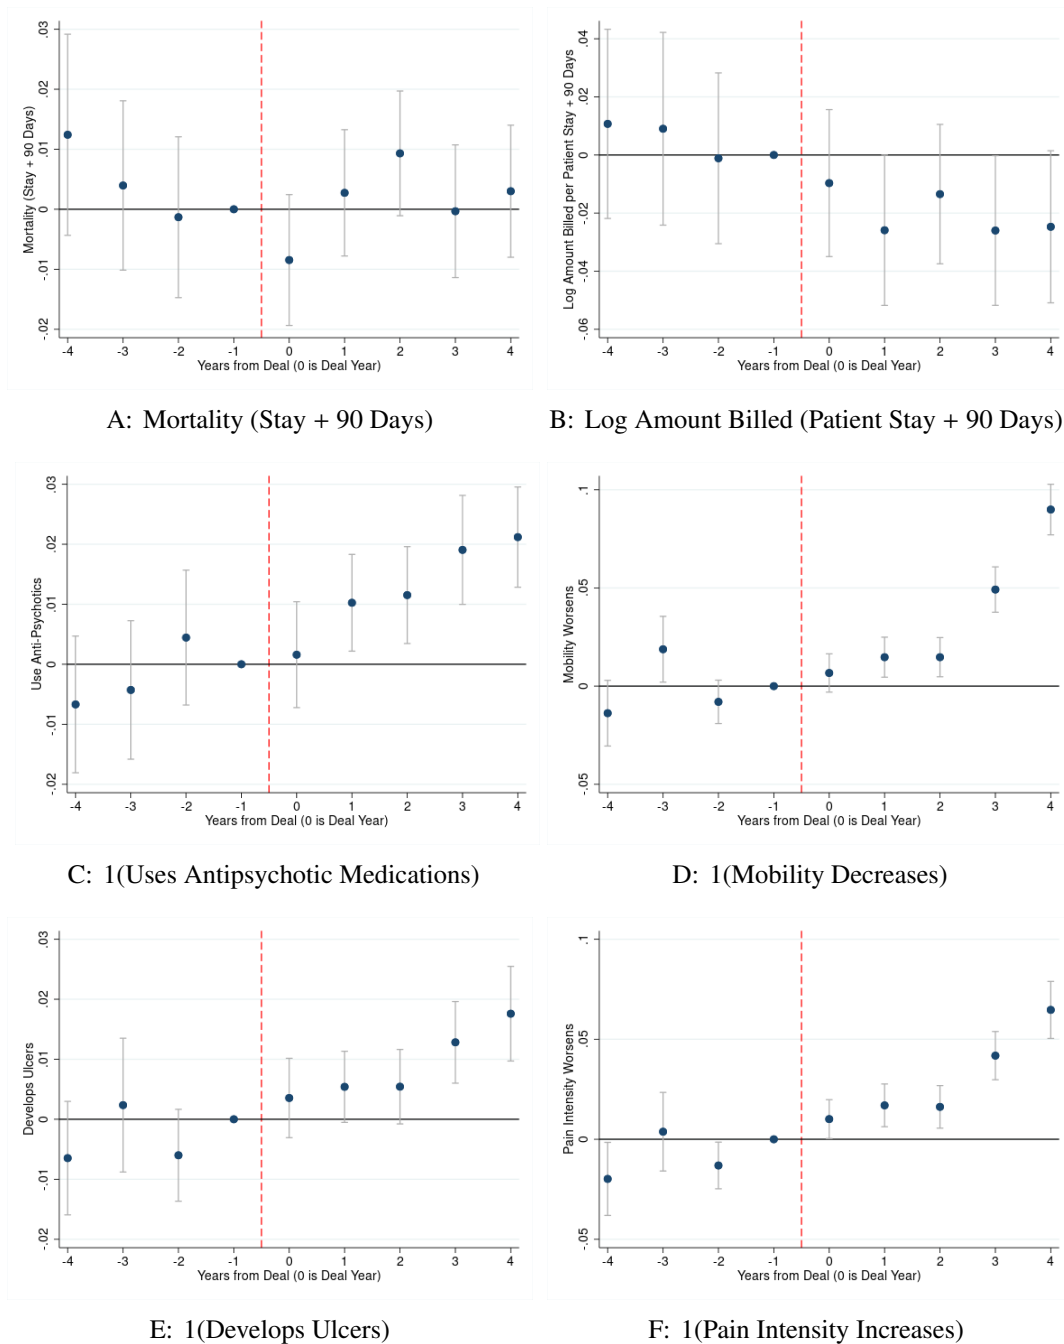 .03
.02
.01
0
-.01
-.02
Mortality (Stay + 90 Days)
-4 -3 -2 -1 0 1 2 3 4
Years from Deal (0 is Deal Year)
A: Mortality (Stay + 90 Days)
.04
.02
0
-.02
-.04
-.06
Log Amount Billed per Patient Stay + 90 Days
-4 -3 -2 -1 0 1 2 3 4
Years from Deal (0 is Deal Year)
B: Log Amount Billed (Patient Stay + 90 Days)
.03
.02
.01
0
-.01
-.02
Use Anti-Psychotics
-4 -3 -2 -1 0 1 2 3 4
Years from Deal (0 is Deal Year)
C: 1(Uses Antipsychotic Medications)
.1
.05
0
-.05
Mobility Worsens
-4 -3 -2 -1 0 1 2 3 4
Years from Deal (0 is Deal Year)
D: 1(Mobility Decreases)
.03
.02
.01
0
-.01
-.02
Develops Ulcers
-4 -3 -2 -1 0 1 2 3 4
Years from Deal (0 is Deal Year)
E: 1(Develops Ulcers)
.1
.05
0
-.05
Pain Intensity Worsens
-4 -3 -2 -1 0 1 2 3 4
Years from Deal (0 is Deal Year)
F: 1(Pain Intensity Increases)